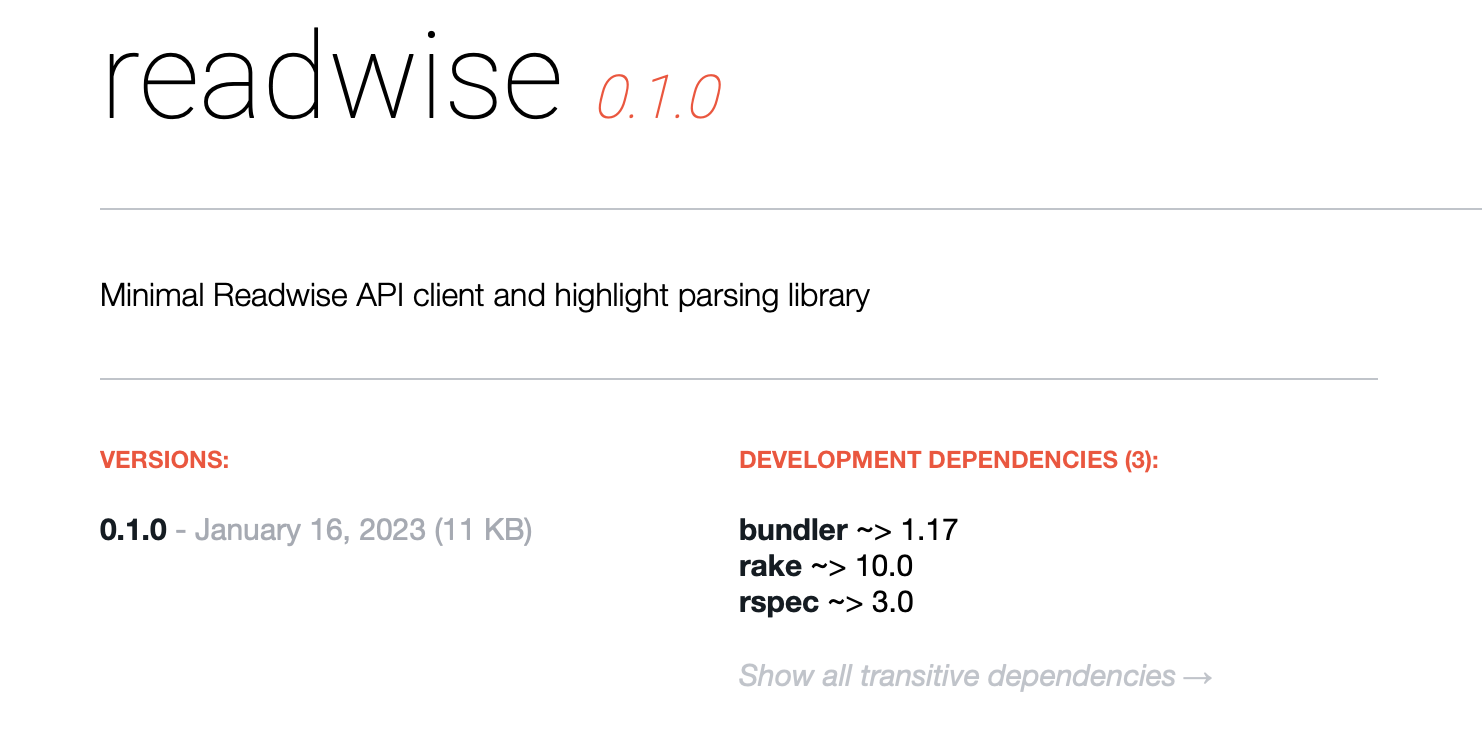 readwise 0.1.0
Minimal Readwise API client and highlight parsing library
VERSIONS:
0.1.0 - January 16, 2023 (11 KB)
DEVELOPMENT DEPENDENCIES (3):
bundler ~> 1.17
rake ~> 10.0
rspec ~> 3.0
Show all transitive dependencies →